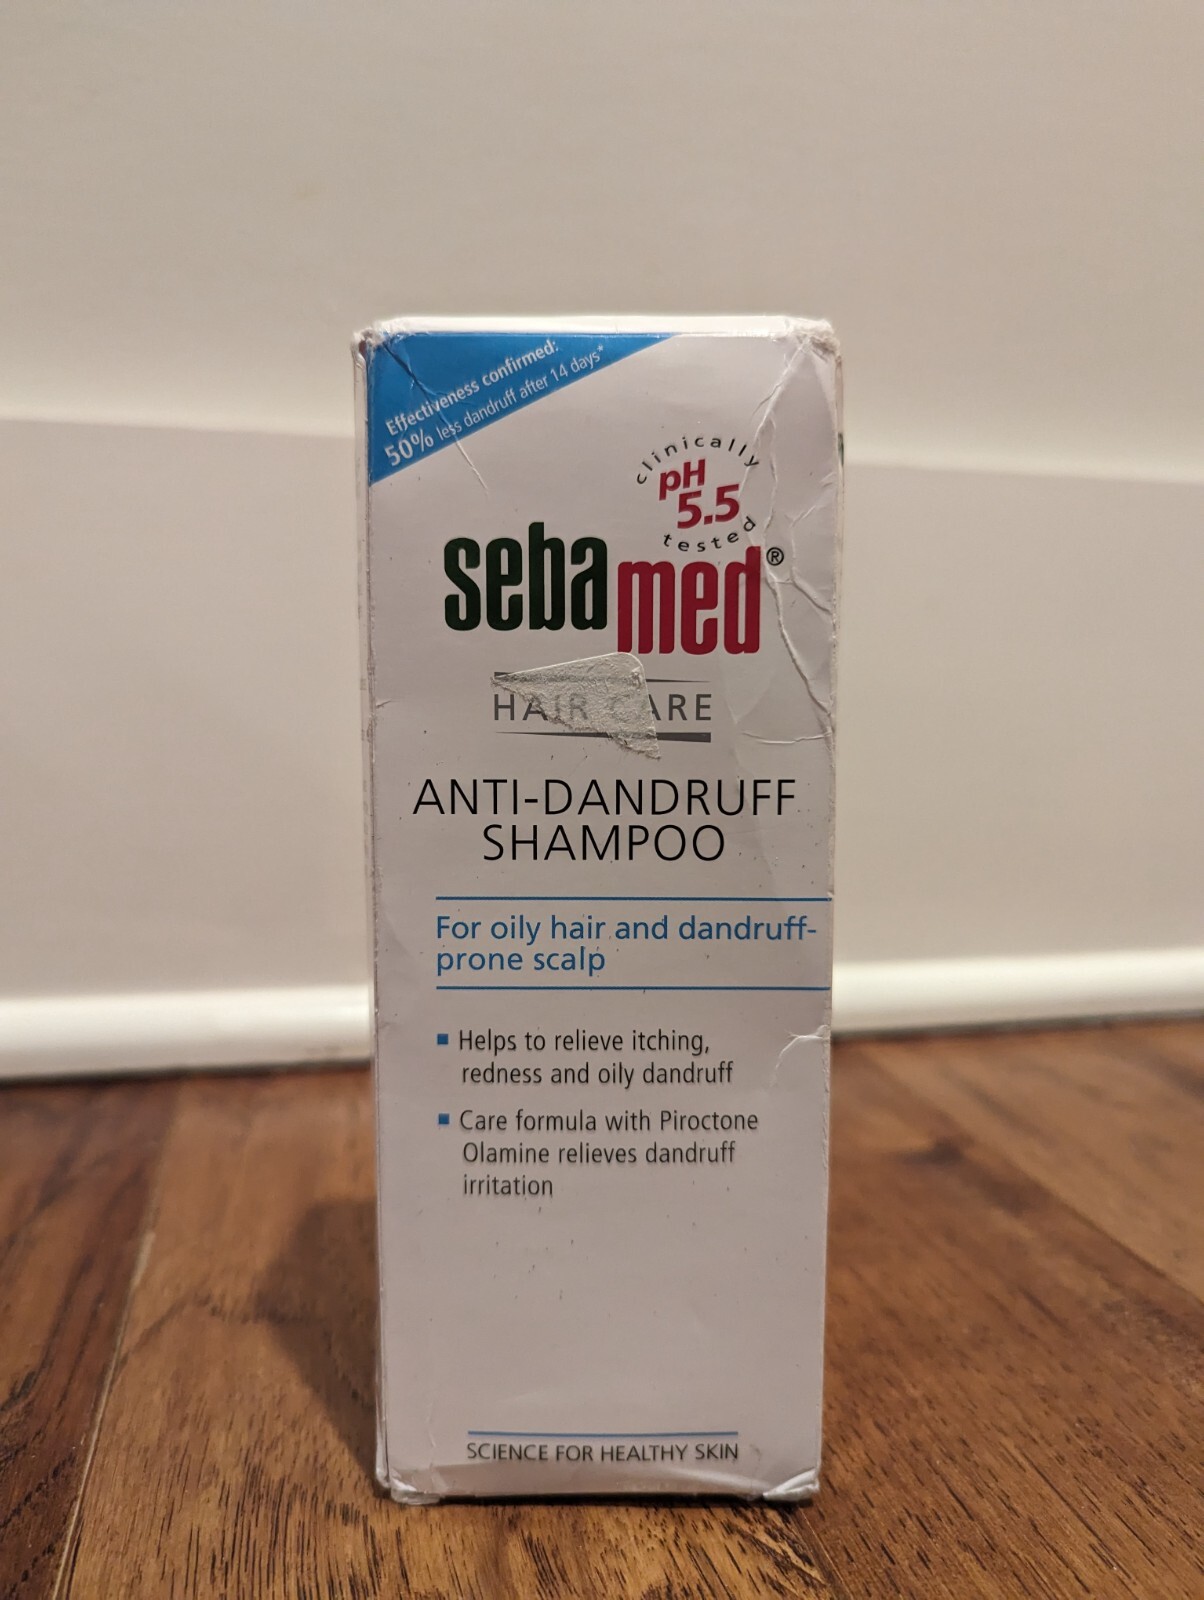 Effectiveness confirmed:
50% less dandruff after 14 days*
clinically
pH
5.5
tested
sebamed®
HAIR CARE
ANTI-DANDRUFF
SHAMPOO
For oily hair and dandruff-
prone scalp
▪ Helps to relieve itching,
redness and oily dandruff
▪ Care formula with Piroctone
Olamine relieves dandruff
irritation
SCIENCE FOR HEALTHY SKIN